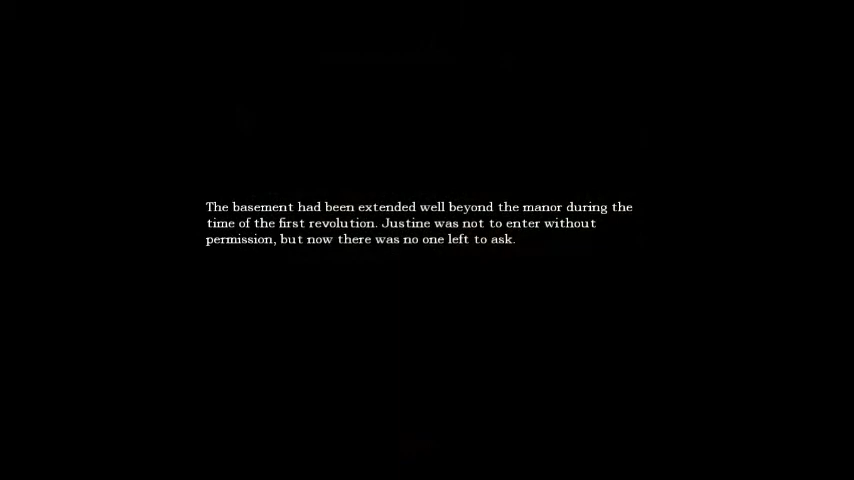 The basement had been extended well beyond the manor during the
time of the first revolution. Justine was not to enter without
permission, but now there was no one left to ask.